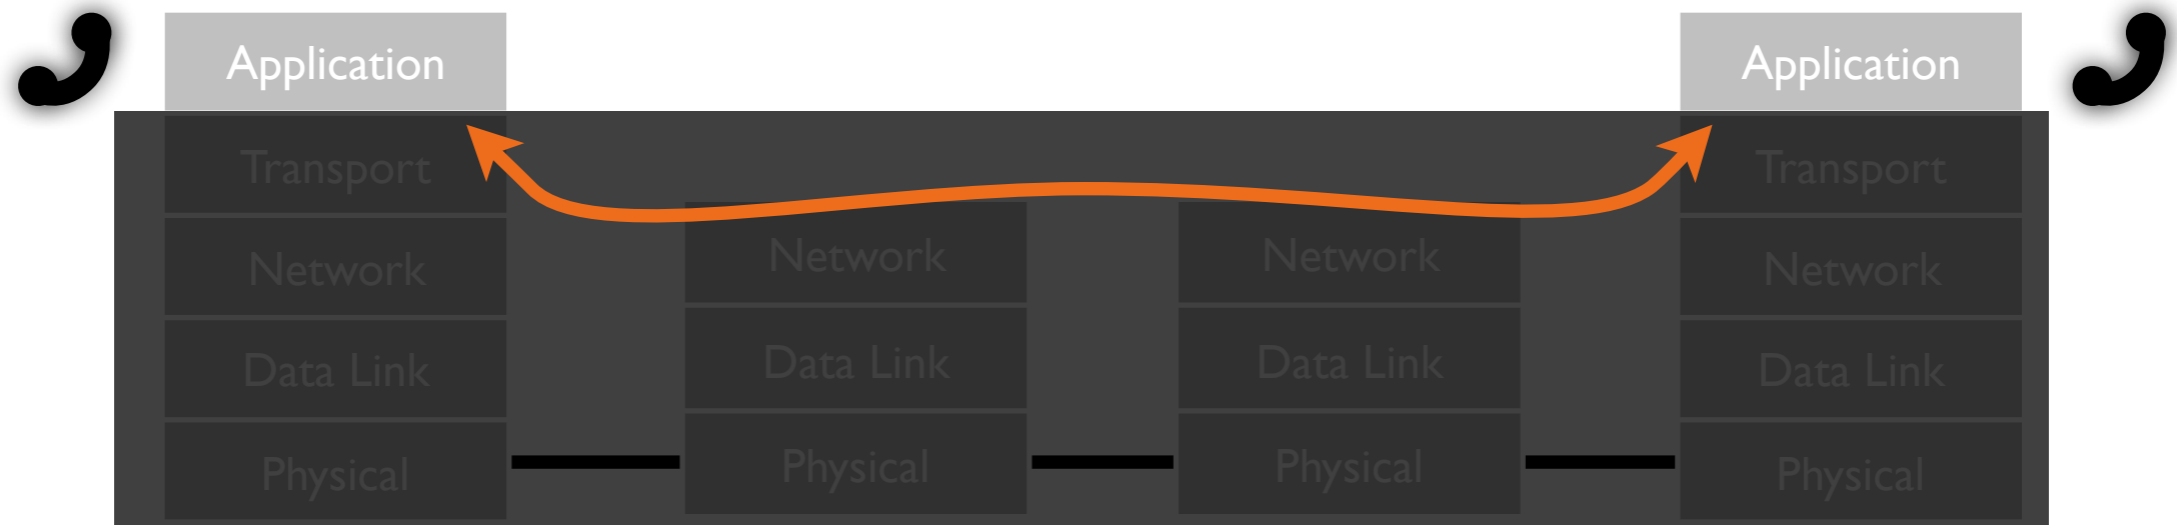 Application
Application
Transport
Transport
Network
Network
Network
Network
Data Link
Data Link
Data Link
Data Link
Physical
Physical
Physical
Physical